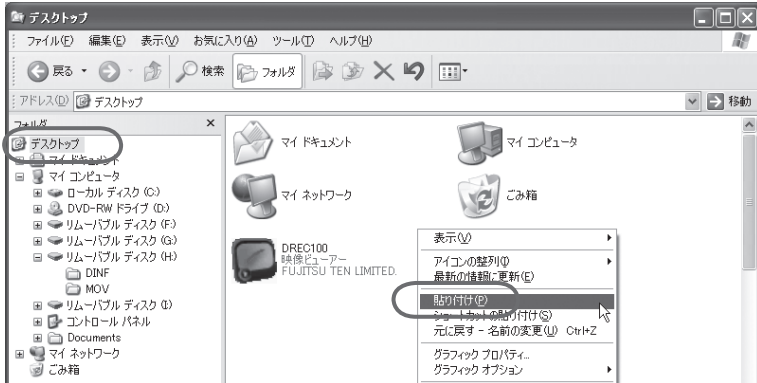 デスクトップ
ファイル(F) 編集(E) 表示(V) お気に入り(A) ツール(T) ヘルプ(H)
戻る 検索 フォルダ
アドレス(D) デスクトップ 移動
フォルダ
デスクトップ
マイ ドキュメント
マイ コンピュータ
ローカル ディスク (C:)
DVD-RW ドライブ (D:)
リムーバブル ディスク (F:)
リムーバブル ディスク (G:)
リムーバブル ディスク (H:)
DINF
MOV
リムーバブル ディスク (I:)
コントロール パネル
Documents
マイ ネットワーク
ごみ箱
マイ ドキュメント マイ コンピュータ
マイ ネットワーク ごみ箱
DREC100
映像ビューアー
FUJITSU TEN LIMITED.
表示(V)
アイコンの整列(I)
最新の情報に更新(E)
貼り付け(P)
ショートカットの貼り付け(S)
元に戻す - 名前の変更(U) Ctrl+Z
グラフィック プロパティ...
グラフィック オプション